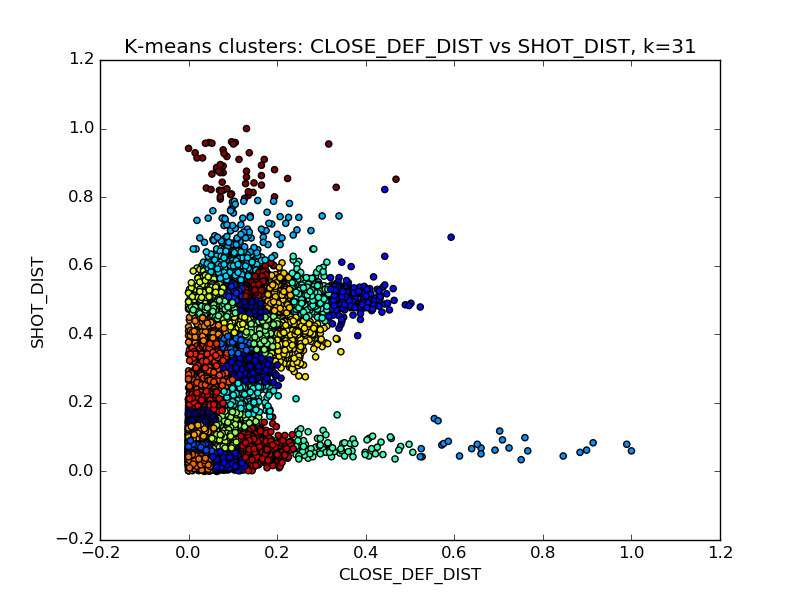 K-means clusters: CLOSE_DEF_DIST vs SHOT_DIST, k=31
1.2
1.0
0.8
0.6
0.4
0.2
0.0
−0.2
SHOT_DIST
−0.2 0.0 0.2 0.4 0.6 0.8 1.0 1.2
CLOSE_DEF_DIST